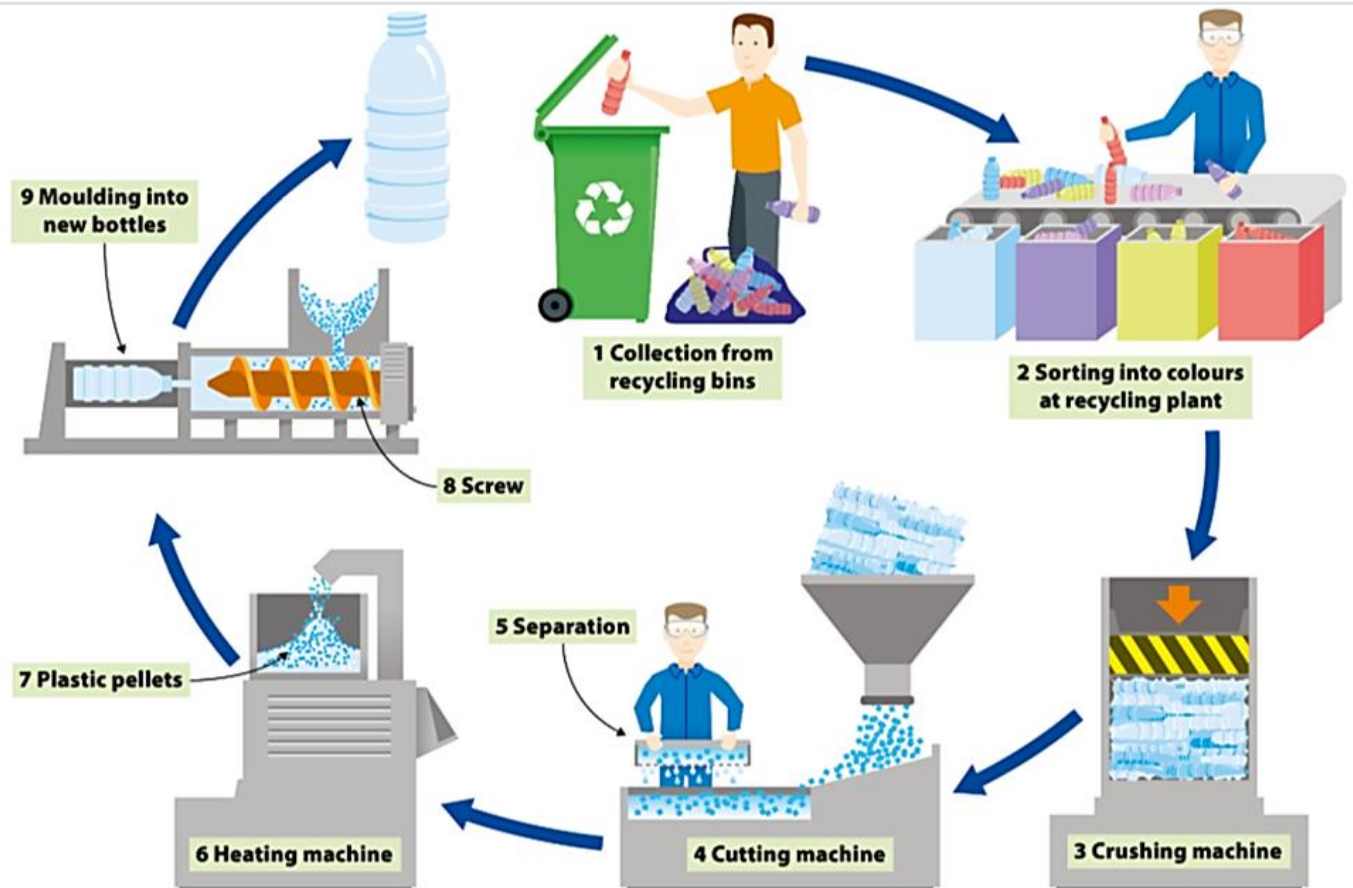 1 Collection from
recycling bins
2 Sorting into colours
at recycling plant
3 Crushing machine
4 Cutting machine
5 Separation
6 Heating machine
7 Plastic pellets
8 Screw
9 Moulding into
new bottles